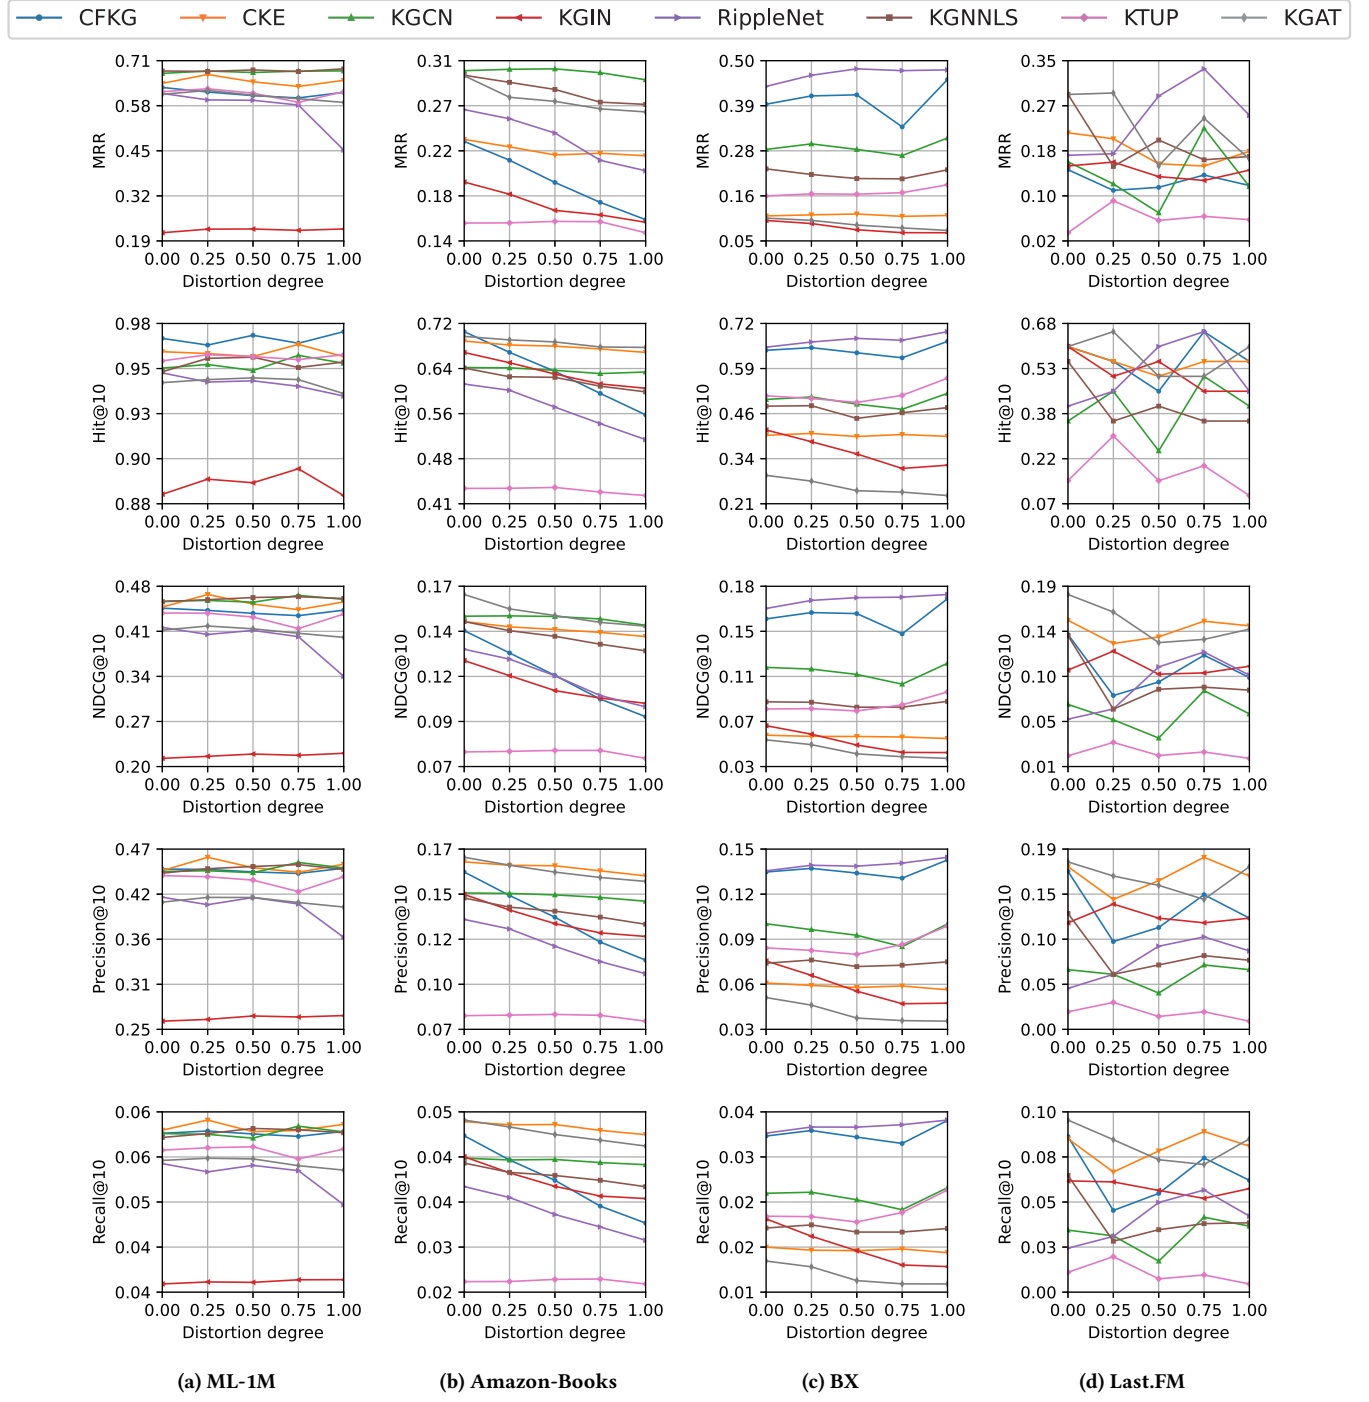 CFKG CKE KGCN KGIN RippleNet KGNNLS KTUP KGAT
0.71 0.58 0.45 0.32 0.19
MRR
0.00 0.25 0.50 0.75 1.00
Distortion degree
0.31 0.27 0.22 0.18 0.14
MRR
0.00 0.25 0.50 0.75 1.00
Distortion degree
0.50 0.39 0.28 0.16 0.05
MRR
0.00 0.25 0.50 0.75 1.00
Distortion degree
0.35 0.27 0.18 0.10 0.02
MRR
0.00 0.25 0.50 0.75 1.00
Distortion degree
0.98 0.95 0.93 0.90 0.88
Hit@10
0.00 0.25 0.50 0.75 1.00
Distortion degree
0.72 0.64 0.56 0.48 0.41
Hit@10
0.00 0.25 0.50 0.75 1.00
Distortion degree
0.72 0.59 0.46 0.34 0.21
Hit@10
0.00 0.25 0.50 0.75 1.00
Distortion degree
0.68 0.53 0.38 0.22 0.07
Hit@10
0.00 0.25 0.50 0.75 1.00
Distortion degree
0.48 0.41 0.34 0.27 0.20
NDCG@10
0.00 0.25 0.50 0.75 1.00
Distortion degree
0.17 0.14 0.12 0.09 0.07
NDCG@10
0.00 0.25 0.50 0.75 1.00
Distortion degree
0.18 0.15 0.11 0.07 0.03
NDCG@10
0.00 0.25 0.50 0.75 1.00
Distortion degree
0.19 0.14 0.10 0.05 0.01
NDCG@10
0.00 0.25 0.50 0.75 1.00
Distortion degree
0.47 0.42 0.36 0.31 0.25
Precision@10
0.00 0.25 0.50 0.75 1.00
Distortion degree
0.17 0.15 0.12 0.10 0.07
Precision@10
0.00 0.25 0.50 0.75 1.00
Distortion degree
0.15 0.12 0.09 0.06 0.03
Precision@10
0.00 0.25 0.50 0.75 1.00
Distortion degree
0.19 0.15 0.10 0.05 0.00
Precision@10
0.00 0.25 0.50 0.75 1.00
Distortion degree
0.06 0.06 0.05 0.04 0.04
Recall@10
0.00 0.25 0.50 0.75 1.00
Distortion degree
0.05 0.04 0.04 0.03 0.02
Recall@10
0.00 0.25 0.50 0.75 1.00
Distortion degree
0.04 0.03 0.02 0.02 0.01
Recall@10
0.00 0.25 0.50 0.75 1.00
Distortion degree
0.10 0.08 0.05 0.03 0.00
Recall@10
0.00 0.25 0.50 0.75 1.00
Distortion degree
(a) ML-1M
(b) Amazon-Books
(c) BX
(d) Last.FM